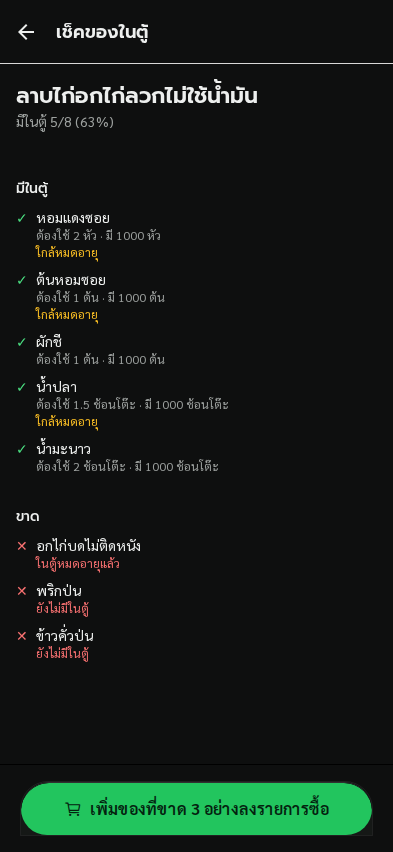 เช็คของในตู้
ลาบไก่อกไก่ลวกไม่ใช้น้ำมัน
มีในตู้ 5/8 (63%)
มีในตู้
✓ หอมแดงซอย
ต้องใช้ 2 หัว · มี 1000 หัว
ใกล้หมดอายุ
✓ ต้นหอมซอย
ต้องใช้ 1 ต้น · มี 1000 ต้น
ใกล้หมดอายุ
✓ ผักชี
ต้องใช้ 1 ต้น · มี 1000 ต้น
✓ น้ำปลา
ต้องใช้ 1.5 ช้อนโต๊ะ · มี 1000 ช้อนโต๊ะ
ใกล้หมดอายุ
✓ น้ำมะนาว
ต้องใช้ 2 ช้อนโต๊ะ · มี 1000 ช้อนโต๊ะ
ขาด
✕ อกไก่บดไม่ติดหนัง
ในตู้หมดอายุแล้ว
✕ พริกป่น
ยังไม่มีในตู้
✕ ข้าวคั่วป่น
ยังไม่มีในตู้
เพิ่มของที่ขาด 3 อย่างลงรายการซื้อ